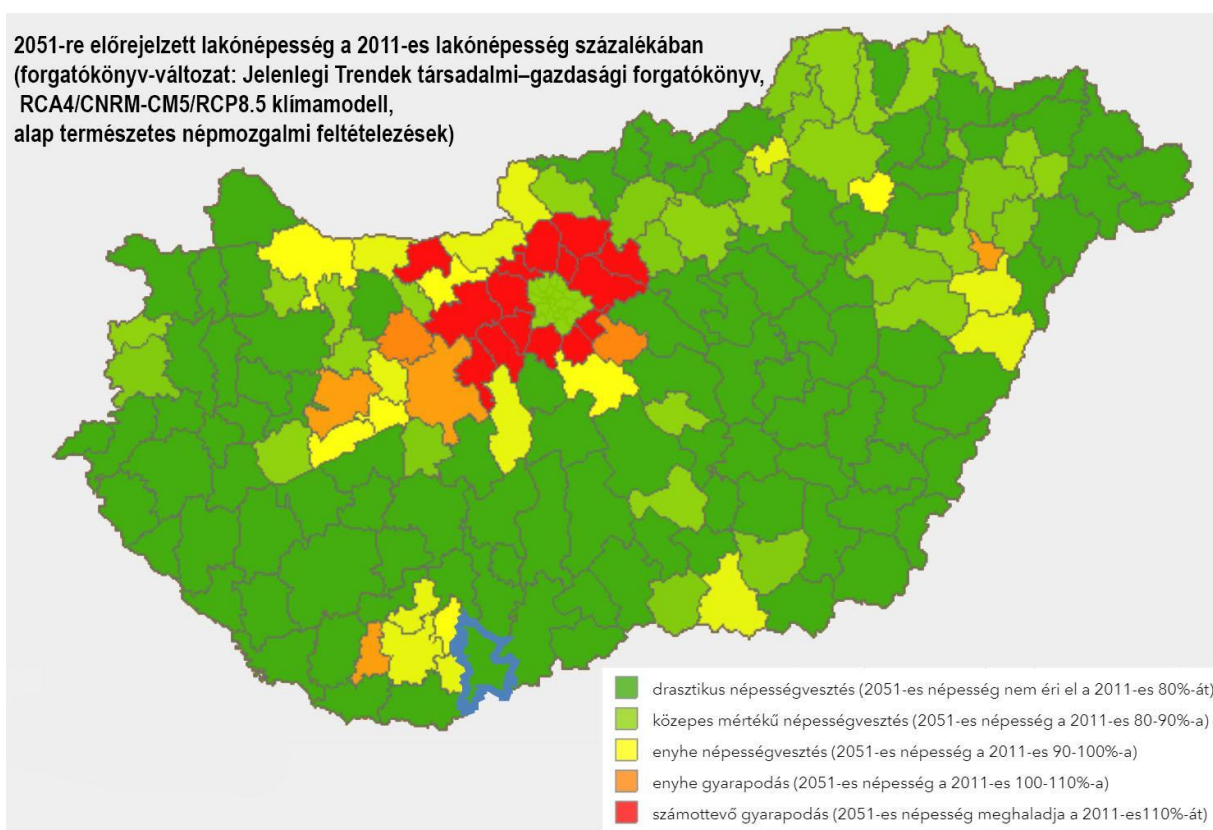 2051-re előrejelzett lakónépesség a 2011-es lakónépesség százalékában
(forgatókönyv-változat: Jelenlegi Trendek társadalmi–gazdasági forgatókönyv,
RCA4/CNRM-CM5/RCP8.5 klímamodell,
alap természetes népmozgalmi feltételezések)
drasztikus népességvesztés (2051-es népesség nem éri el a 2011-es 80%-át)
közepes mértékű népességvesztés (2051-es népesség a 2011-es 80-90%-a)
enyhe népességvesztés (2051-es népesség a 2011-es 90-100%-a)
enyhe gyarapodás (2051-es népesség a 2011-es 100-110%-a)
számottevő gyarapodás (2051-es népesség meghaladja a 2011-es110%-át)